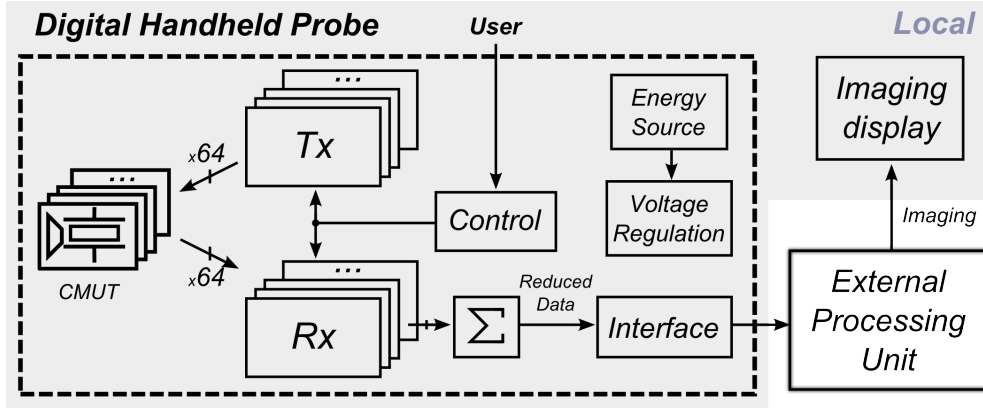 Digital Handheld Probe
User
Local
...
Tx
Energy
Source
Imaging
display
x64
...
CMUT
x64
Control
Voltage
Regulation
Imaging
...
Rx
Σ
Reduced
Data
Interface
External
Processing
Unit